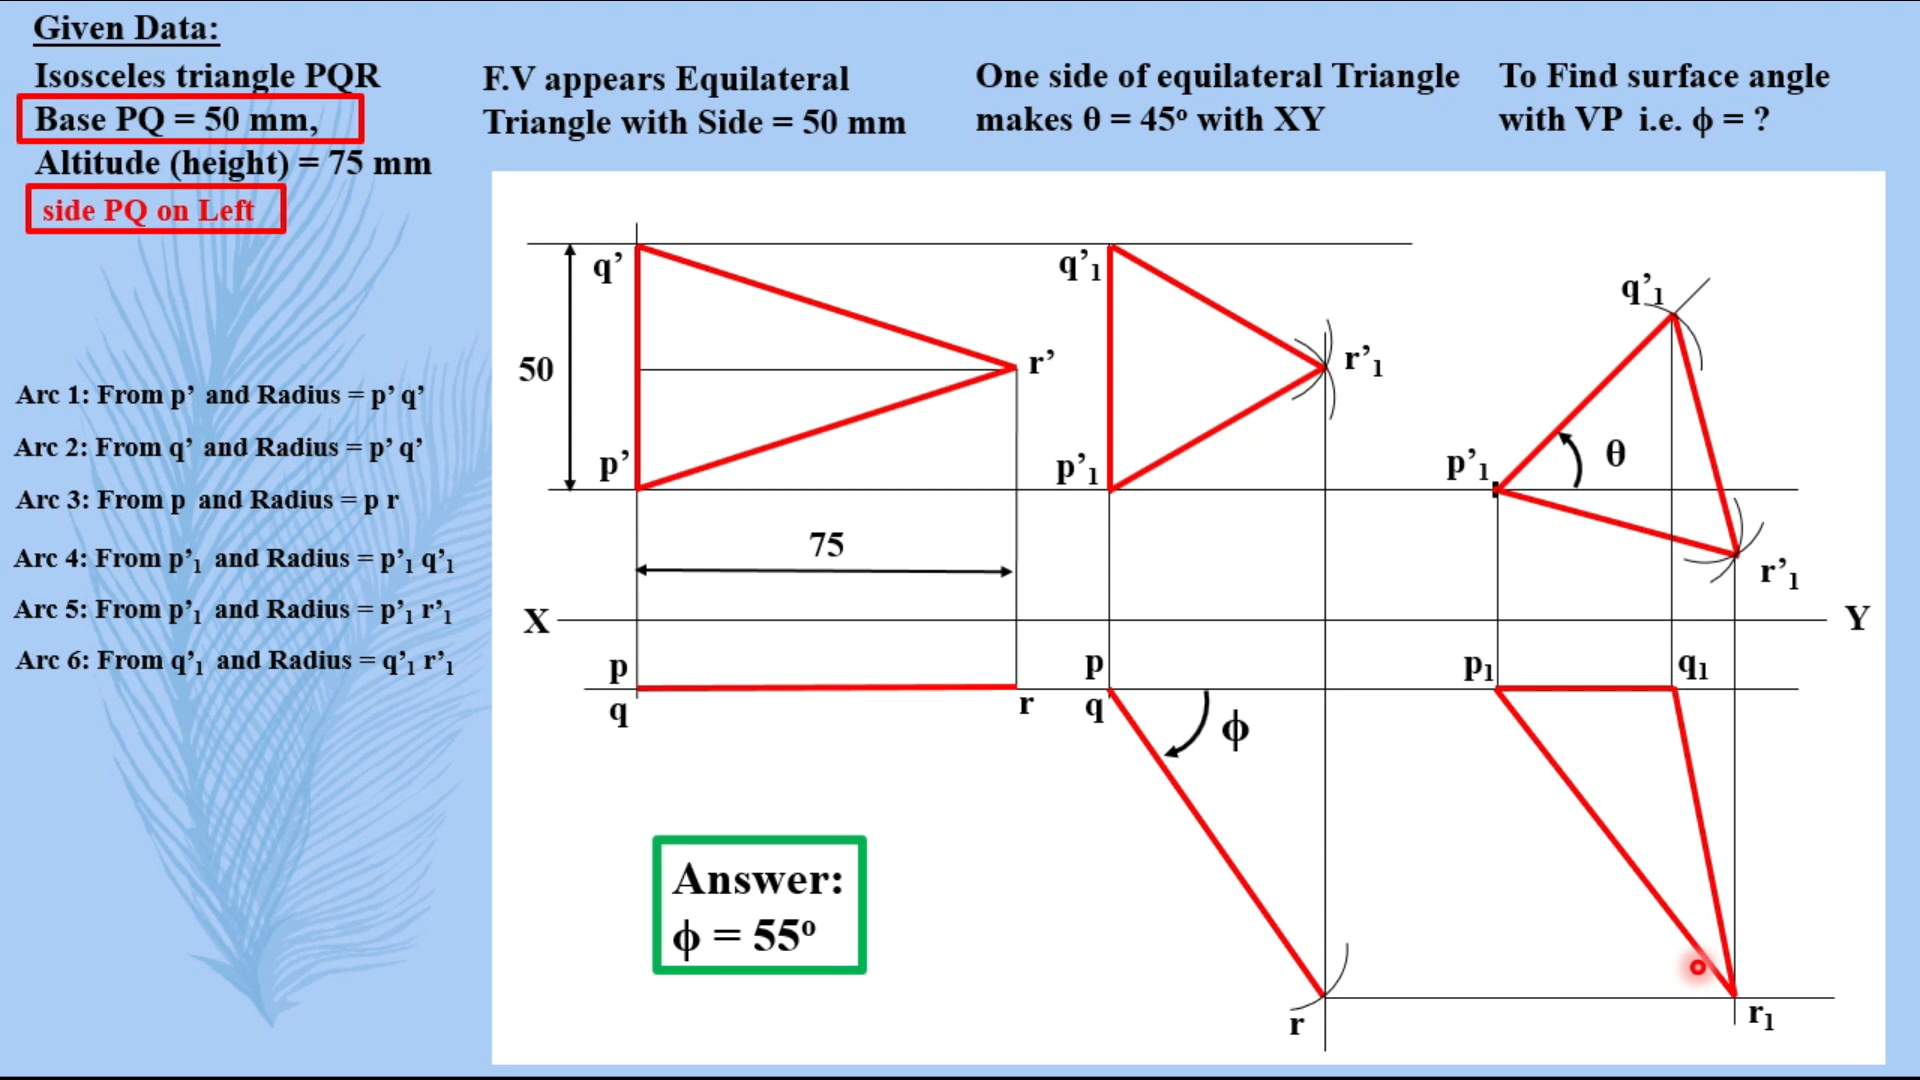 Given Data:
Isosceles triangle PQR
Base PQ = 50 mm,
Altitude (height) = 75 mm
side PQ on Left
F.V appears Equilateral
Triangle with Side = 50 mm
One side of equilateral Triangle
makes θ = 45º with XY
To Find surface angle
with VP i.e. ϕ = ?
Arc 1: From p’ and Radius = p’ q’
Arc 2: From q’ and Radius = p’ q’
Arc 3: From p and Radius = p r
Arc 4: From p’₁ and Radius = p’₁ q’₁
Arc 5: From p’₁ and Radius = p’₁ r’₁
Arc 6: From q’₁ and Radius = q’₁ r’₁
q’
q’₁
q’₁
50
r’
r’₁
p’
p’₁
p’₁
θ
75
r’₁
X
Y
p
p
p₁
q₁
q
r
q
ϕ
Answer:
ϕ = 55º
r
r₁